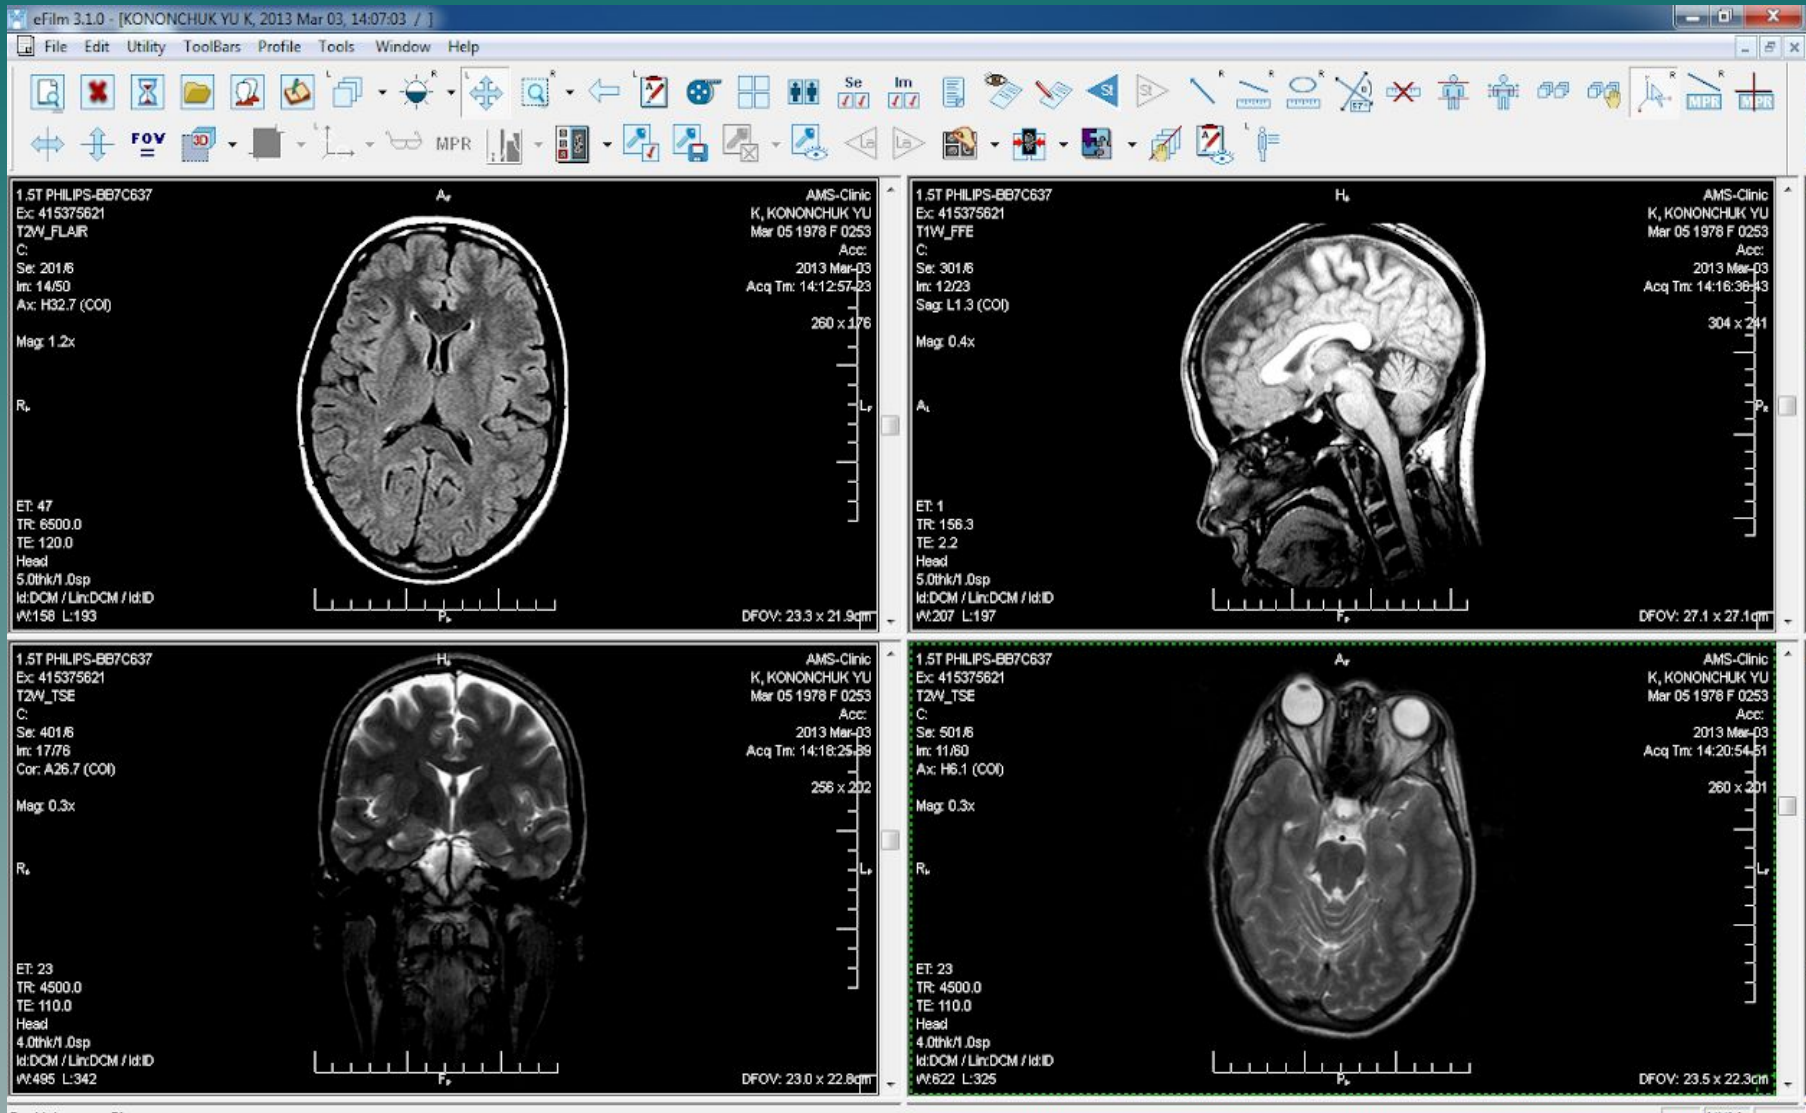 eFilm 3.1.0 - [KONONCHUK YU K, 2013 Mar 03, 14:07:03 / ]
File Edit Utility ToolBars Profile Tools Window Help
Se Im
FOV 3D MPR
1.5T PHILIPS-BB7C637
Ex: 415375621
T2W_FLAIR
C:
Se: 201/6
Im: 14/50
Ax: H32.7 (COI)
Mag: 1.2x
A
R
L
P
AMS-Clinic
K, KONONCHUK YU
Mar 05 1978 F 0253
Acc:
2013 Mar 03
Acq Tm: 14:12:57.23
260 x 176
ET: 47
TR: 6500.0
TE: 120.0
Head
5.0thk/1.0sp
Id:DCM / Lin:DCM / Id:ID
W:158 L:193
DFOV: 23.3 x 21.9cm
1.5T PHILIPS-BB7C637
Ex: 415375621
T1W_FFE
C:
Se: 301/6
Im: 12/23
Sag: L1.3 (COI)
Mag: 0.4x
H
A
P
F
AMS-Clinic
K, KONONCHUK YU
Mar 05 1978 F 0253
Acc:
2013 Mar 03
Acq Tm: 14:16:36.43
304 x 241
ET: 1
TR: 156.3
TE: 2.2
Head
5.0thk/1.0sp
Id:DCM / Lin:DCM / Id:ID
W:207 L:197
DFOV: 27.1 x 27.1cm
1.5T PHILIPS-BB7C637
Ex: 415375621
T2W_TSE
C:
Se: 401/6
Im: 17/76
Cor: A26.7 (COI)
Mag: 0.3x
H
R
L
F
AMS-Clinic
K, KONONCHUK YU
Mar 05 1978 F 0253
Acc:
2013 Mar 03
Acq Tm: 14:18:25.89
256 x 202
ET: 23
TR: 4500.0
TE: 110.0
Head
4.0thk/1.0sp
Id:DCM / Lin:DCM / Id:ID
W:495 L:342
DFOV: 23.0 x 22.8cm
1.5T PHILIPS-BB7C637
Ex: 415375621
T2W_TSE
C:
Se: 501/6
Im: 11/60
Ax: H6.1 (COI)
Mag: 0.3x
A
R
L
P
AMS-Clinic
K, KONONCHUK YU
Mar 05 1978 F 0253
Acc:
2013 Mar 03
Acq Tm: 14:20:54.51
260 x 201
ET: 23
TR: 4500.0
TE: 110.0
Head
4.0thk/1.0sp
Id:DCM / Lin:DCM / Id:ID
W:622 L:325
DFOV: 23.5 x 22.3cm